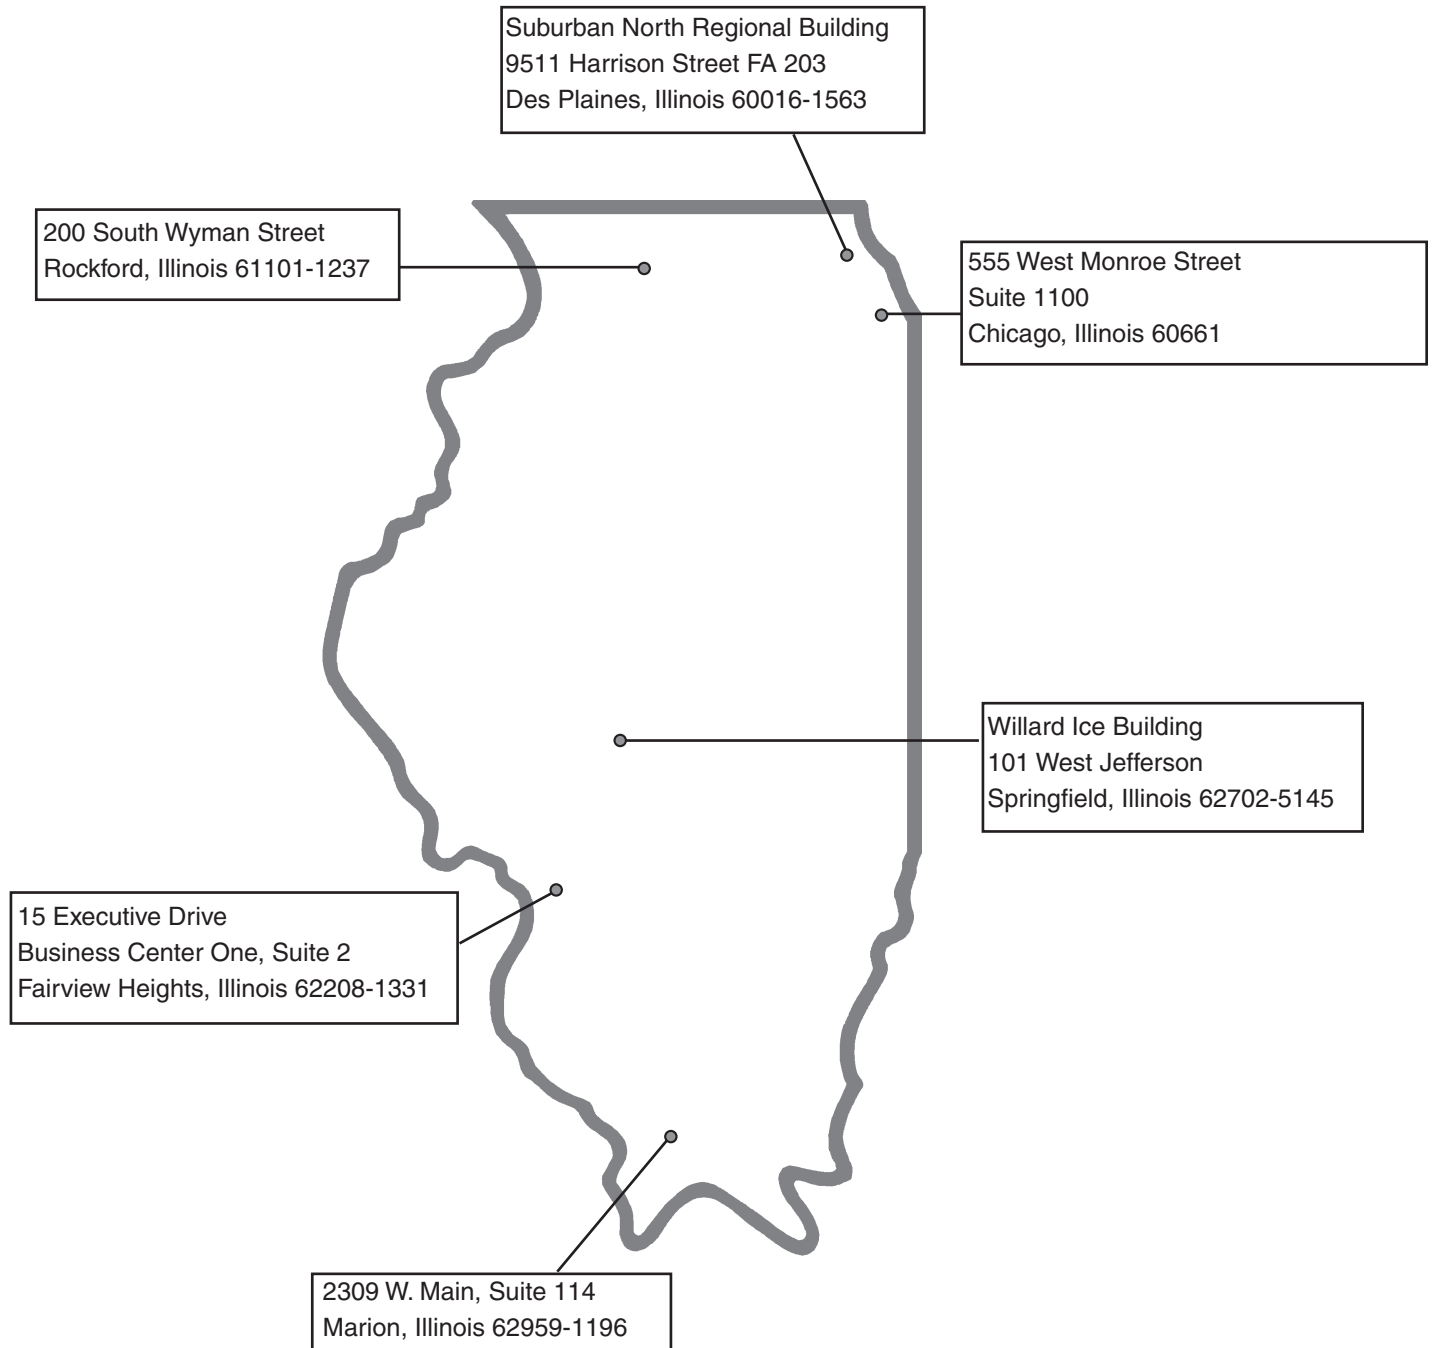 Suburban North Regional Building
9511 Harrison Street FA 203
Des Plaines, Illinois 60016-1563
200 South Wyman Street
Rockford, Illinois 61101-1237
555 West Monroe Street
Suite 1100
Chicago, Illinois 60661
Willard Ice Building
101 West Jefferson
Springfield, Illinois 62702-5145
15 Executive Drive
Business Center One, Suite 2
Fairview Heights, Illinois 62208-1331
2309 W. Main, Suite 114
Marion, Illinois 62959-1196